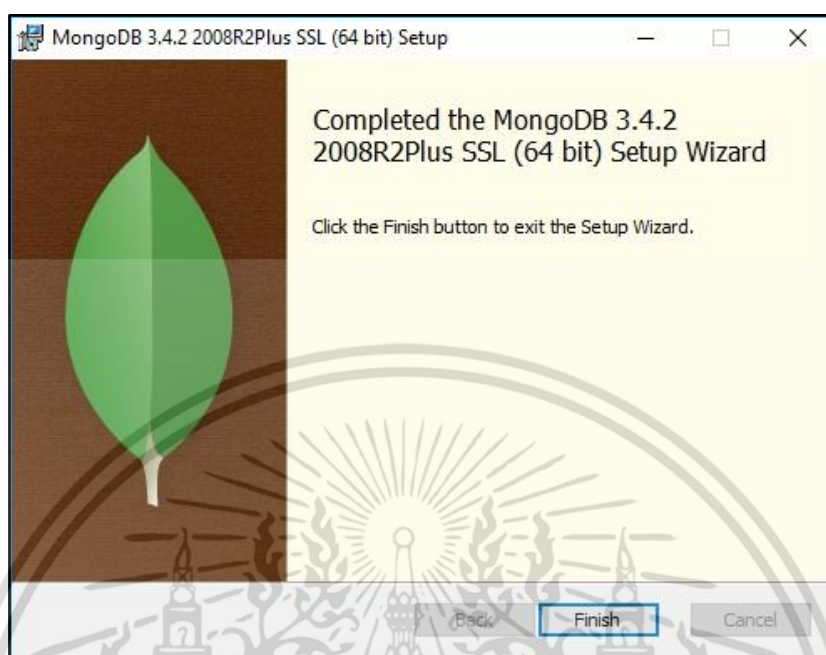 MongoDB 3.4.2 2008R2Plus SSL (64 bit) Setup
Completed the MongoDB 3.4.2
2008R2Plus SSL (64 bit) Setup Wizard
Click the Finish button to exit the Setup Wizard.
Back
Finish
Cancel